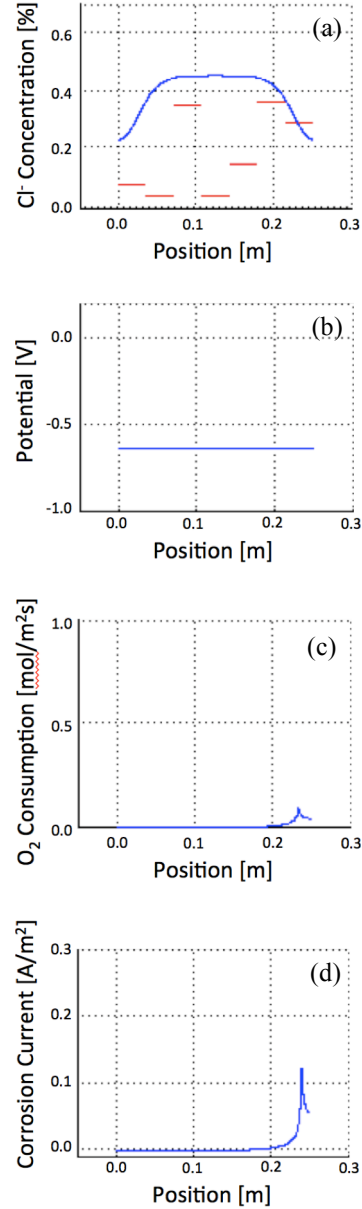 (a)
Cl⁻ Concentration [%]
0.6
0.4
0.2
0.0
0.0 0.1 0.2 0.3
Position [m]
(b)
Potential [V]
0.0
-0.5
-1.0
0.0 0.1 0.2 0.3
Position [m]
(c)
O₂ Consumption [mol/m²s]
1.0
0.5
0.0
0.0 0.1 0.2 0.3
Position [m]
(d)
Corrosion Current [A/m²]
0.3
0.2
0.1
0.0
0.0 0.1 0.2 0.3
Position [m]